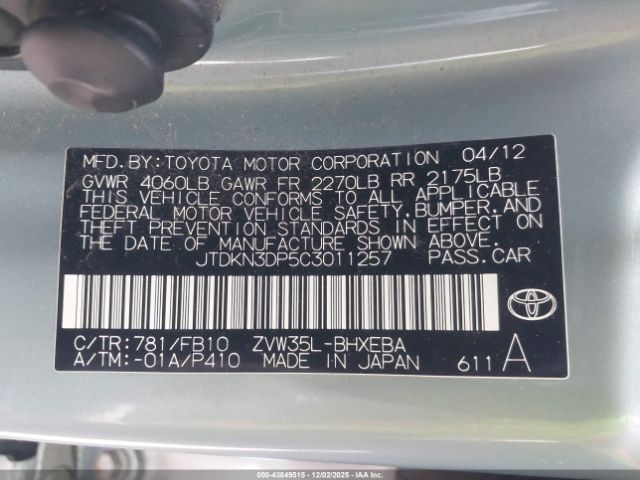 MFD. BY: TOYOTA MOTOR CORPORATION 04/12
GVWR 4060LB GAWR FR 2270LB RR 2175LB
THIS VEHICLE CONFORMS TO ALL APPLICABLE
FEDERAL MOTOR VEHICLE SAFETY, BUMPER, AND
THEFT PREVENTION STANDARDS IN EFFECT ON
THE DATE OF MANUFACTURE SHOWN ABOVE.
JTDKN3DP5C3011257 PASS. CAR
C/TR: 781/FB10 ZVW35L-BHXEBA
A/TM: -01A/P410 MADE IN JAPAN 611 A
000-43849515 - 12/02/2025 - IAA Inc.